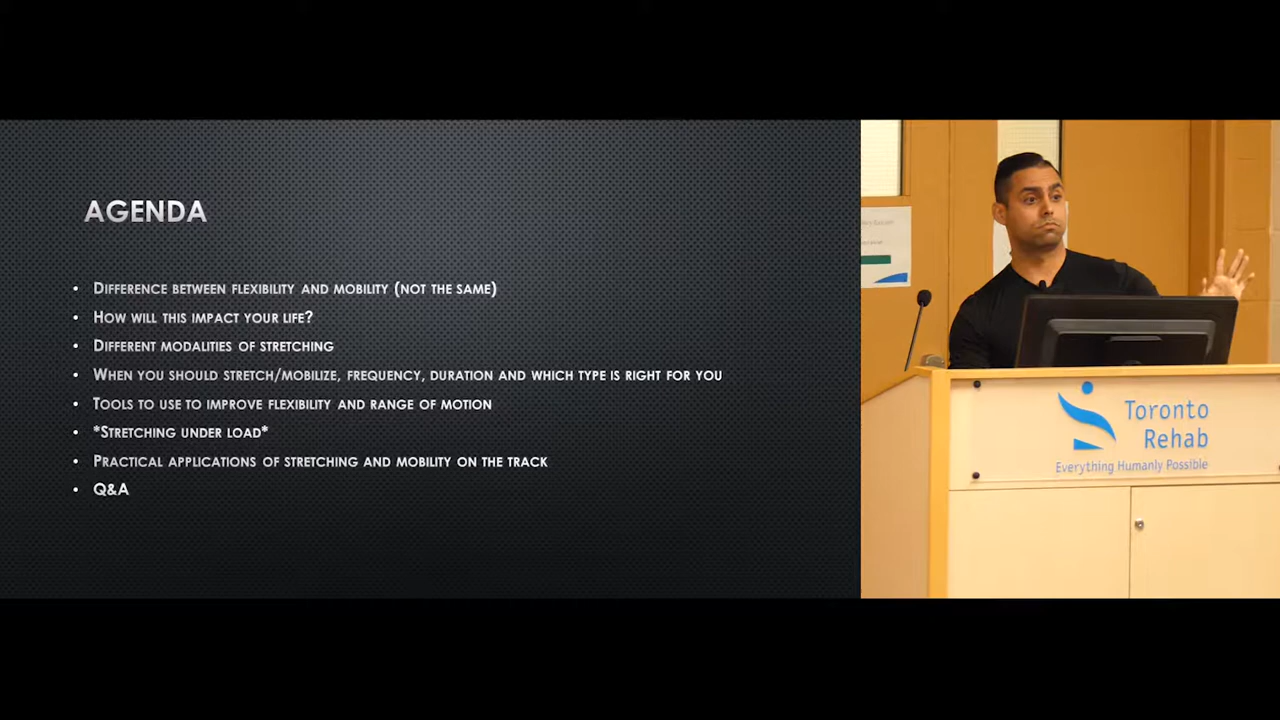 AGENDA
• Difference between flexibility and mobility (not the same)
• How will this impact your life?
• Different modalities of stretching
• When you should stretch/mobilize, frequency, duration and which type is right for you
• Tools to use to improve flexibility and range of motion
• *Stretching under load*
• Practical applications of stretching and mobility on the track
• Q&A
Toronto
Rehab
Everything Humanly Possible